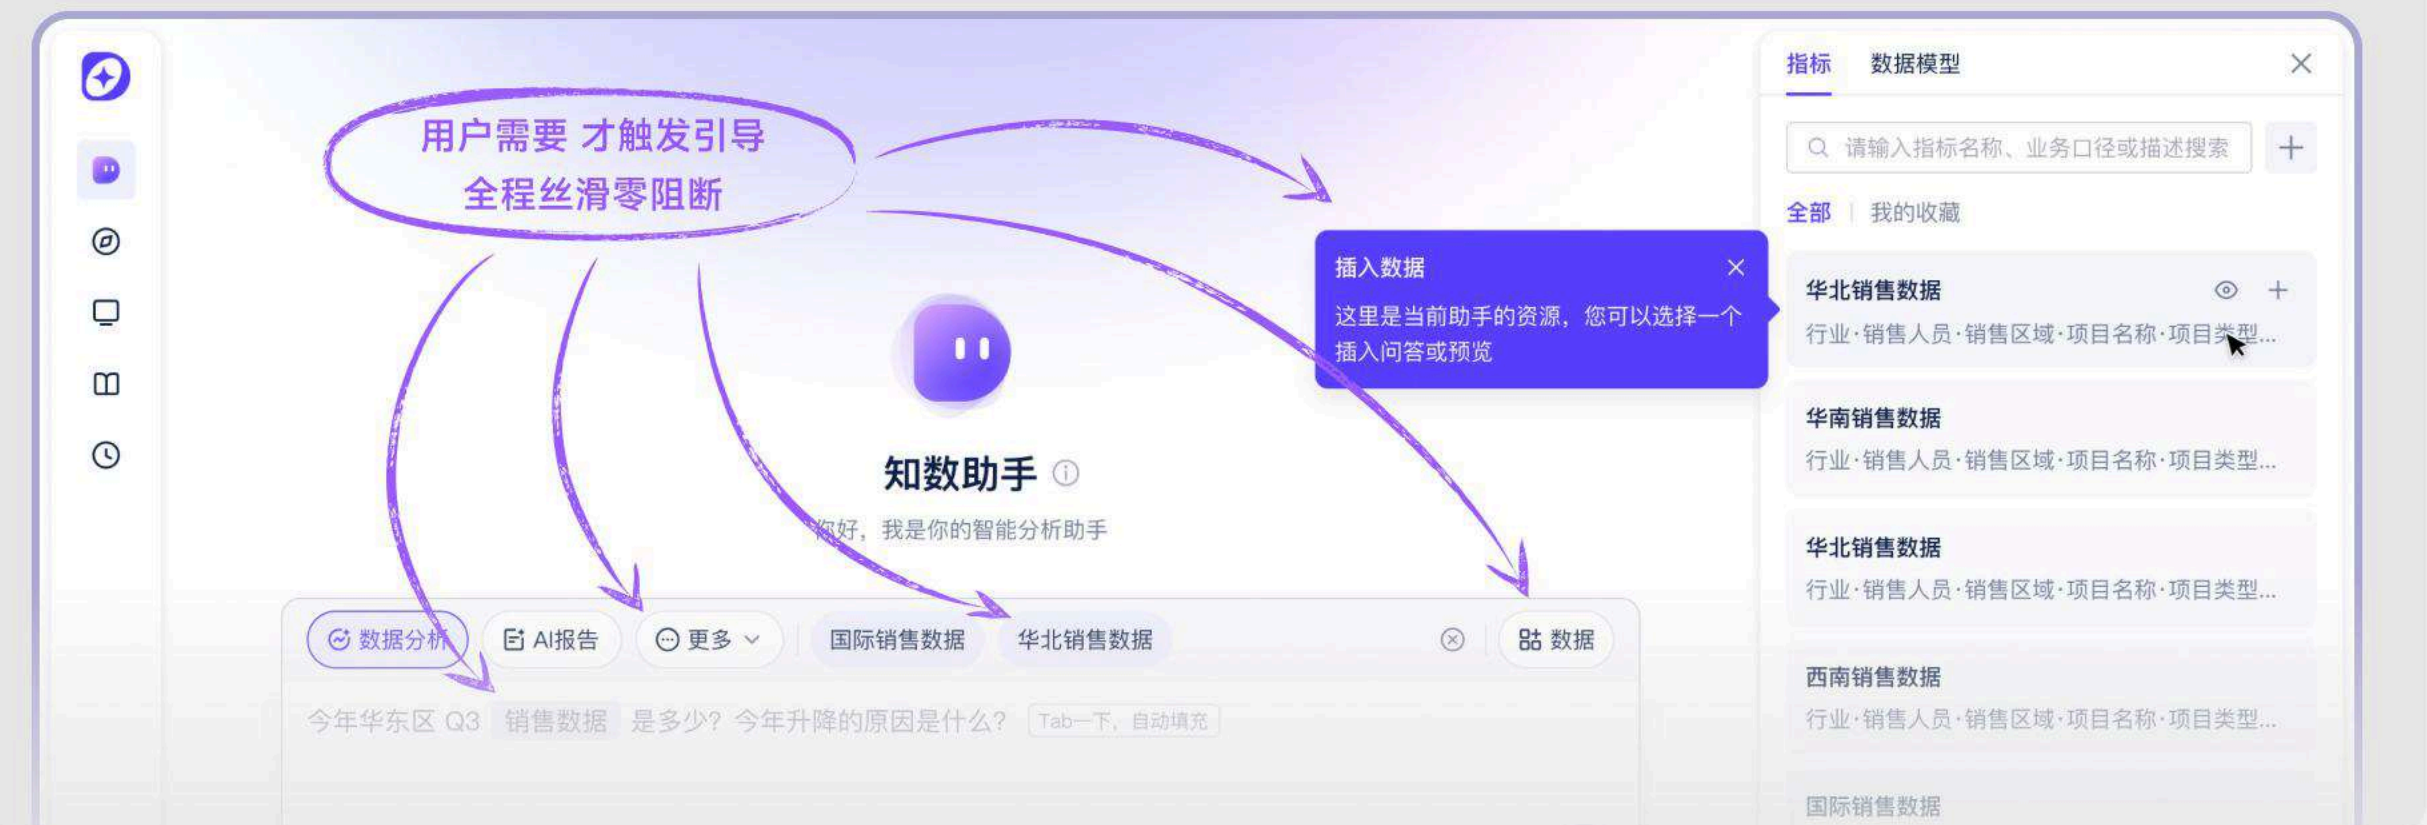 用户需要 才触发引导
全程丝滑零阻断
知数助手
你好，我是你的智能分析助手
数据分析
AI报告
更多
国际销售数据
华北销售数据
数据
今年华东区 Q3 销售数据 是多少？今年升降的原因是什么？ Tab一下，自动填充
插入数据
这里是当前助手的资源，您可以选择一个
插入问答或预览
指标
数据模型
请输入指标名称、业务口径或描述搜索
全部
我的收藏
华北销售数据
行业·销售人员·销售区域·项目名称·项目类型...
华南销售数据
行业·销售人员·销售区域·项目名称·项目类型...
华北销售数据
行业·销售人员·销售区域·项目名称·项目类型...
西南销售数据
行业·销售人员·销售区域·项目名称·项目类型...
国际销售数据